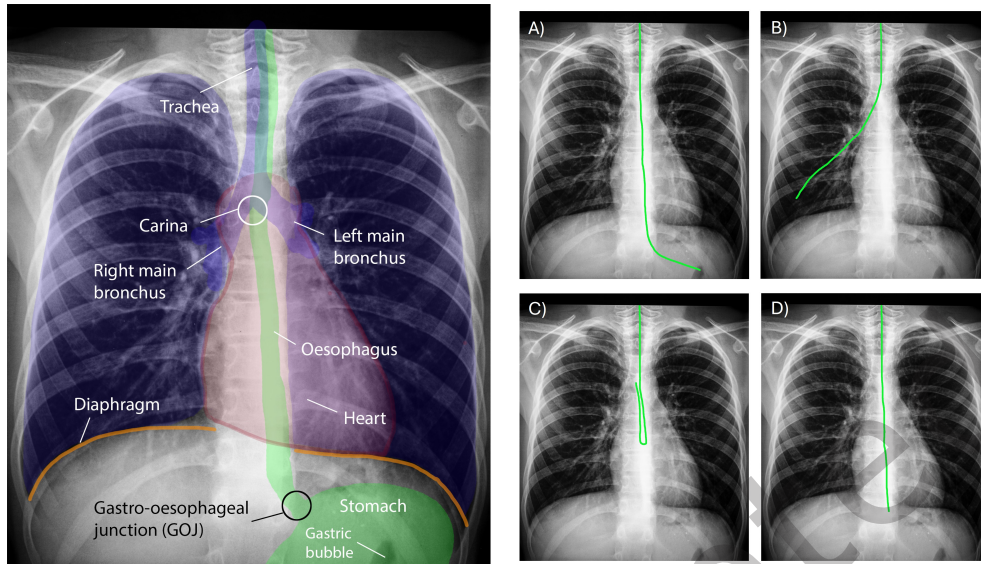 Trachea
Carina
Left main
bronchus
Right main
bronchus
Oesophagus
Heart
Diaphragm
Gastro-oesophageal
junction (GOJ)
Stomach
Gastric
bubble
A)
B)
C)
D)